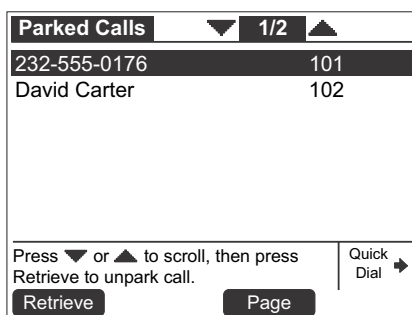 Parked Calls 1/2
232-555-0176 101
David Carter 102
Press ▼ or ▲ to scroll, then press
Retrieve to unpark call.
Quick
Dial
Retrieve Page